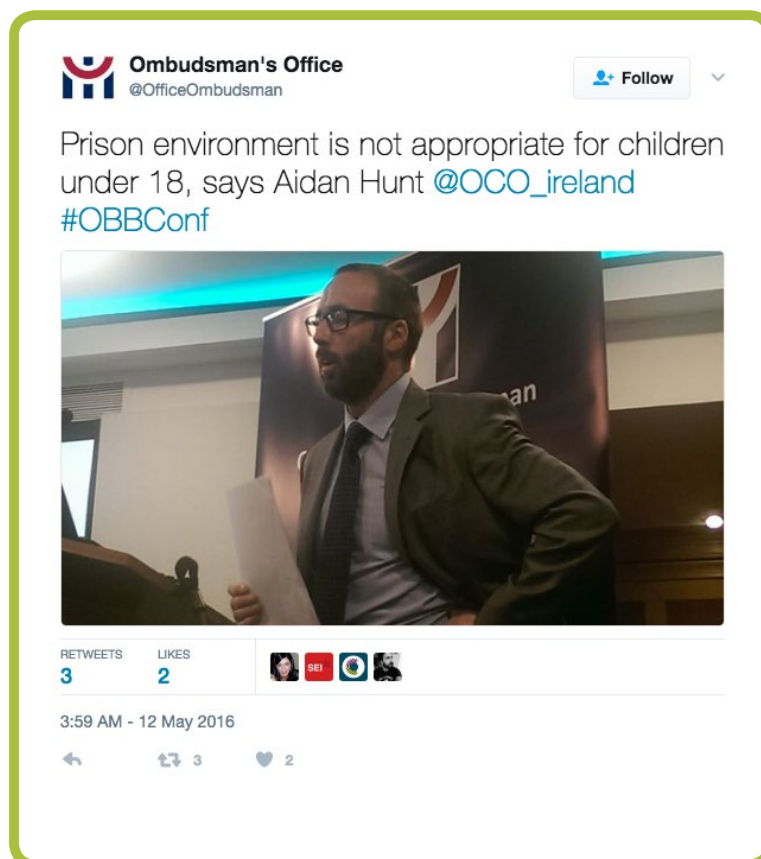 Ombudsman's Office
@OfficeOmbudsman
Follow
Prison environment is not appropriate for children
under 18, says Aidan Hunt @OCO_ireland
#OBBConf
an
RETWEETS LIKES
3 2
SEI
3:59 AM - 12 May 2016
3 2